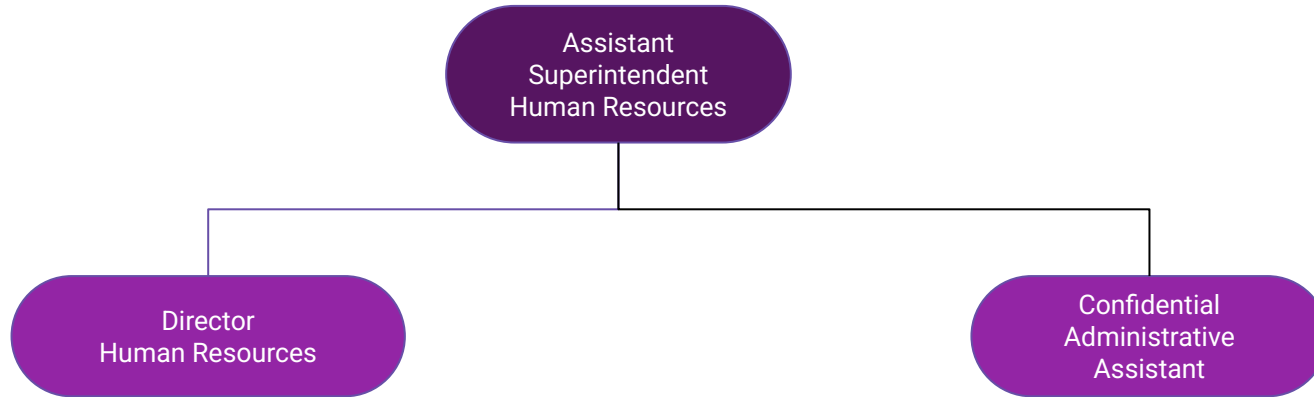 Assistant
Superintendent
Human Resources
Director
Human Resources
Confidential
Administrative
Assistant